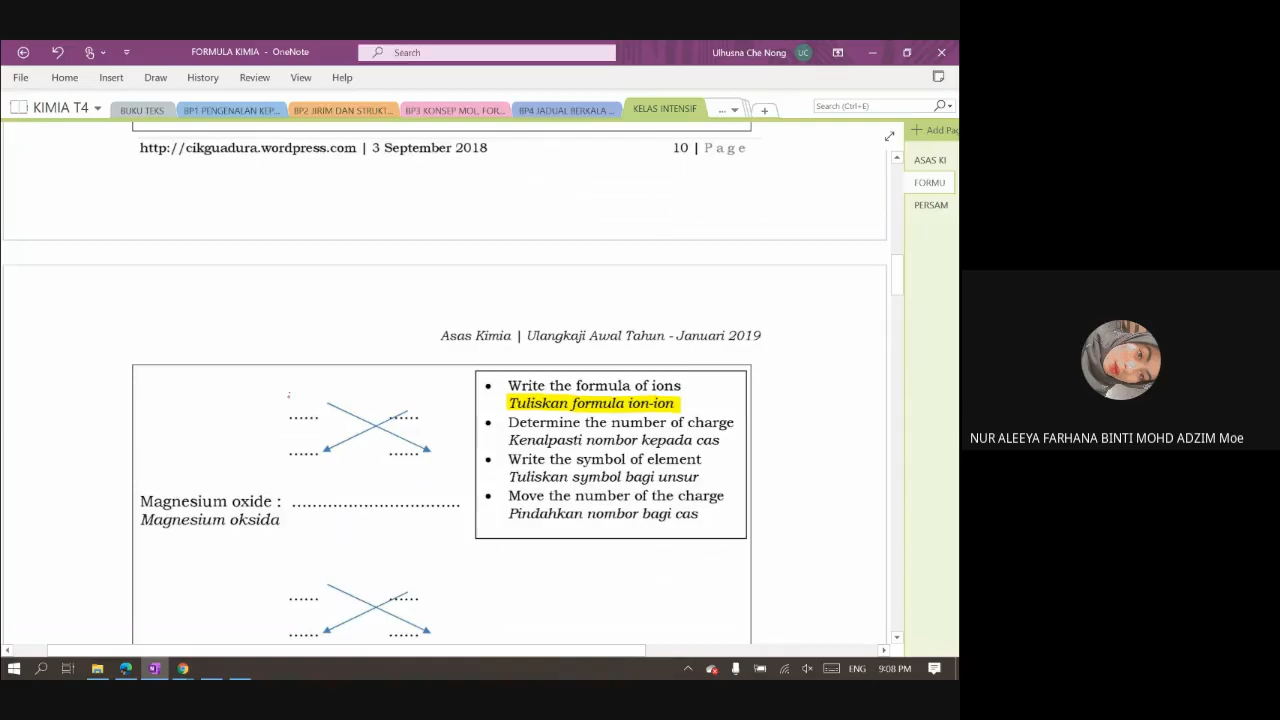 FORMULA KIMIA - OneNote
Search
Ulhusna Che Nong
UC
File Home Insert Draw History Review View Help
KIMIA T4
BUKU TEKS
BP1 PENGENALAN KEP...
BP2 JIRIM DAN STRUKT...
BP3 KONSEP MOL, FOR...
BP4 JADUAL BERKALA ...
KELAS INTENSIF
...
+
Search (Ctrl+E)
+ Add Pag
ASAS KI
FORMU
PERSAM
http://cikguadura.wordpress.com | 3 September 2018 10 | Page
Asas Kimia | Ulangkaji Awal Tahun - Januari 2019
...... ......
...... ......
Magnesium oxide : .................................
Magnesium oksida
• Write the formula of ions
Tuliskan formula ion-ion
• Determine the number of charge
Kenalpasti nombor kepada cas
• Write the symbol of element
Tuliskan symbol bagi unsur
• Move the number of the charge
Pindahkan nombor bagi cas
...... ......
...... ......
NUR ALEEYA FARHANA BINTI MOHD ADZIM Moe
ENG 9:08 PM